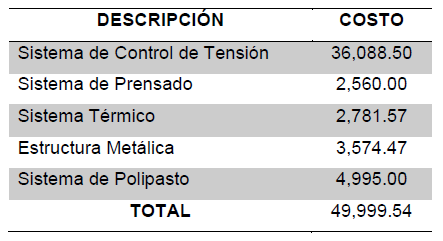 DESCRIPCIÓN COSTO
Sistema de Control de Tensión 36,088.50
Sistema de Prensado 2,560.00
Sistema Térmico 2,781.57
Estructura Metálica 3,574.47
Sistema de Polipasto 4,995.00
TOTAL 49,999.54